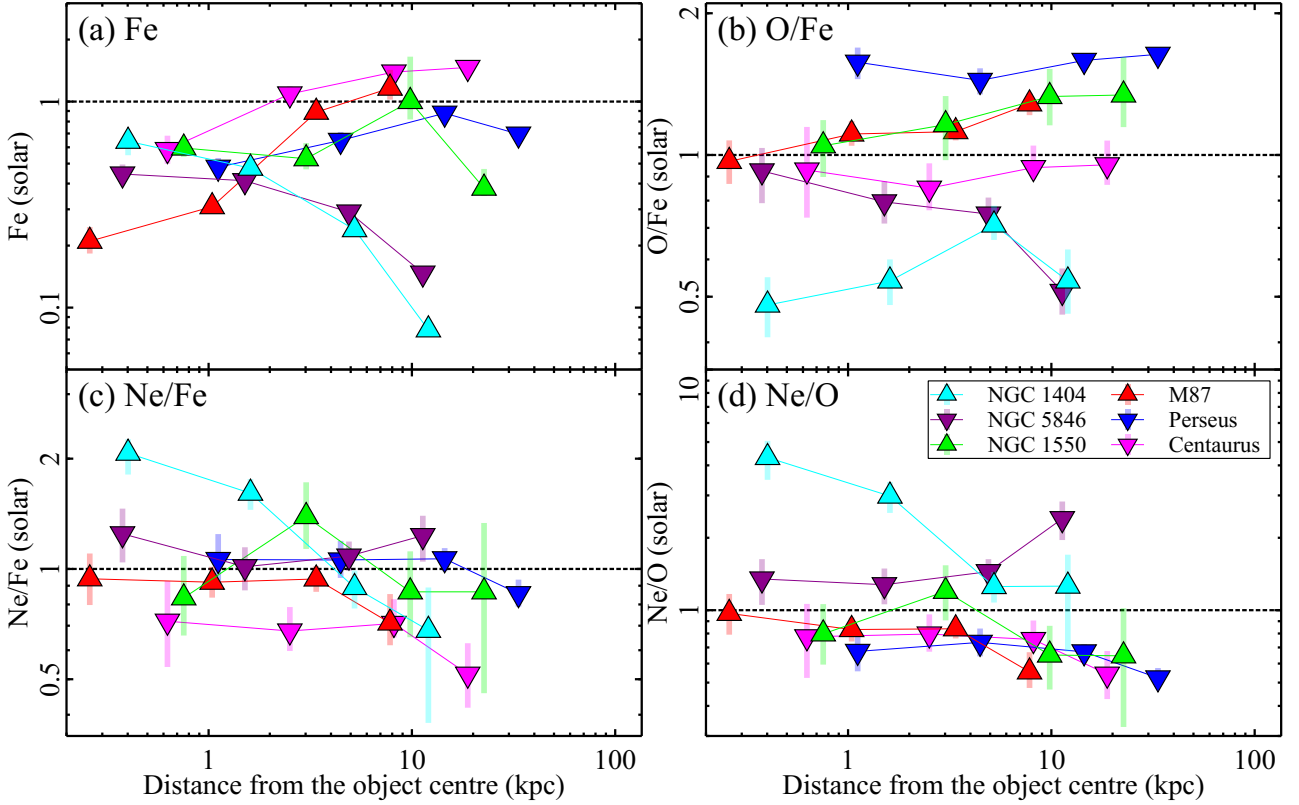 (a) Fe
Fe (solar)
1
0.1
(b) O/Fe
O/Fe (solar)
2
1
0.5
(c) Ne/Fe
Ne/Fe (solar)
2
1
0.5
1 10 100
Distance from the object centre (kpc)
(d) Ne/O
Ne/O (solar)
10
1
NGC 1404 M87
NGC 5846 Perseus
NGC 1550 Centaurus
1 10 100
Distance from the object centre (kpc)